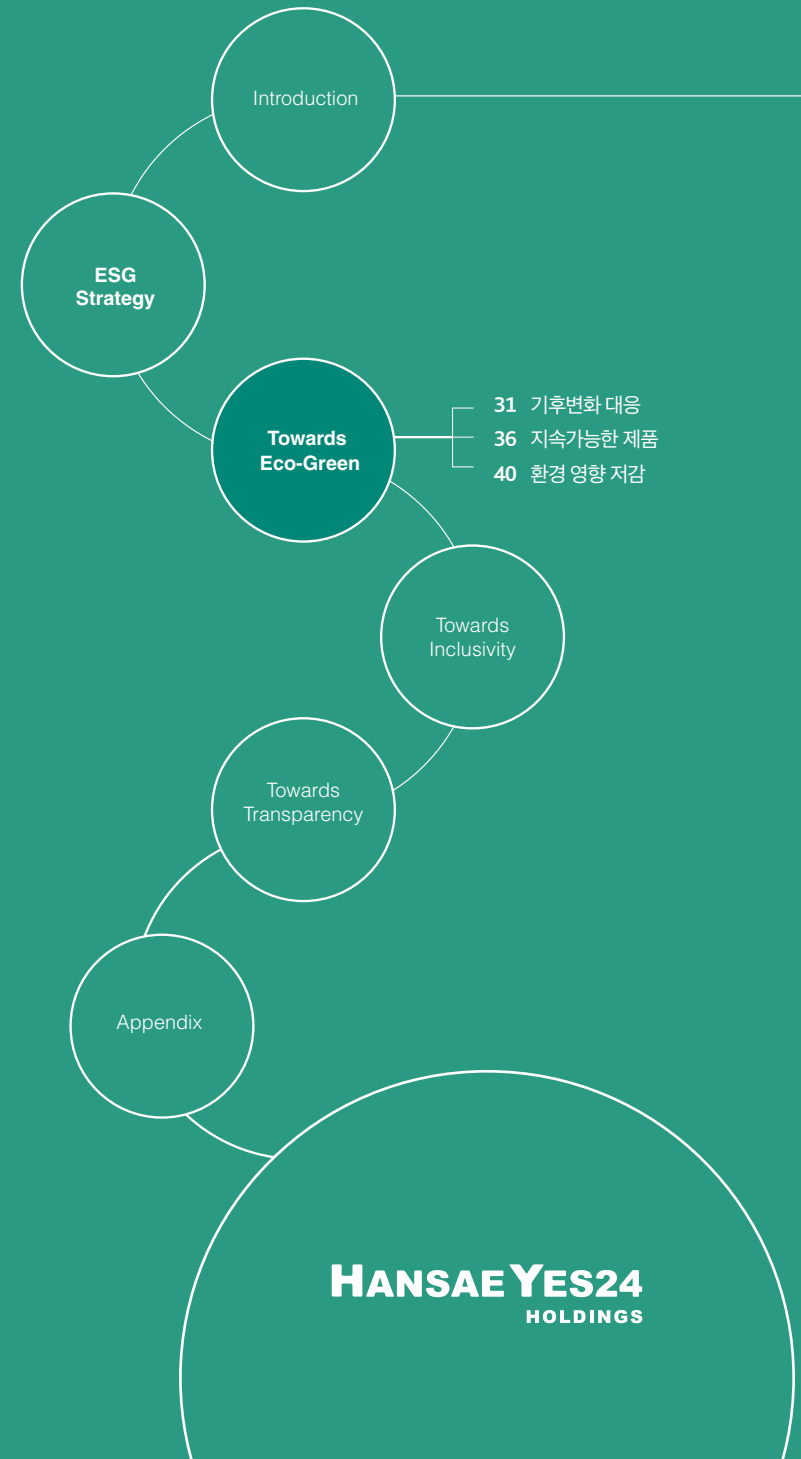 Introduction
ESG
Strategy
Towards
Eco-Green
31 기후변화 대응
36 지속가능한 제품
40 환경 영향 저감
Towards
Inclusivity
Towards
Transparency
Appendix
HANSAE YES24
HOLDINGS